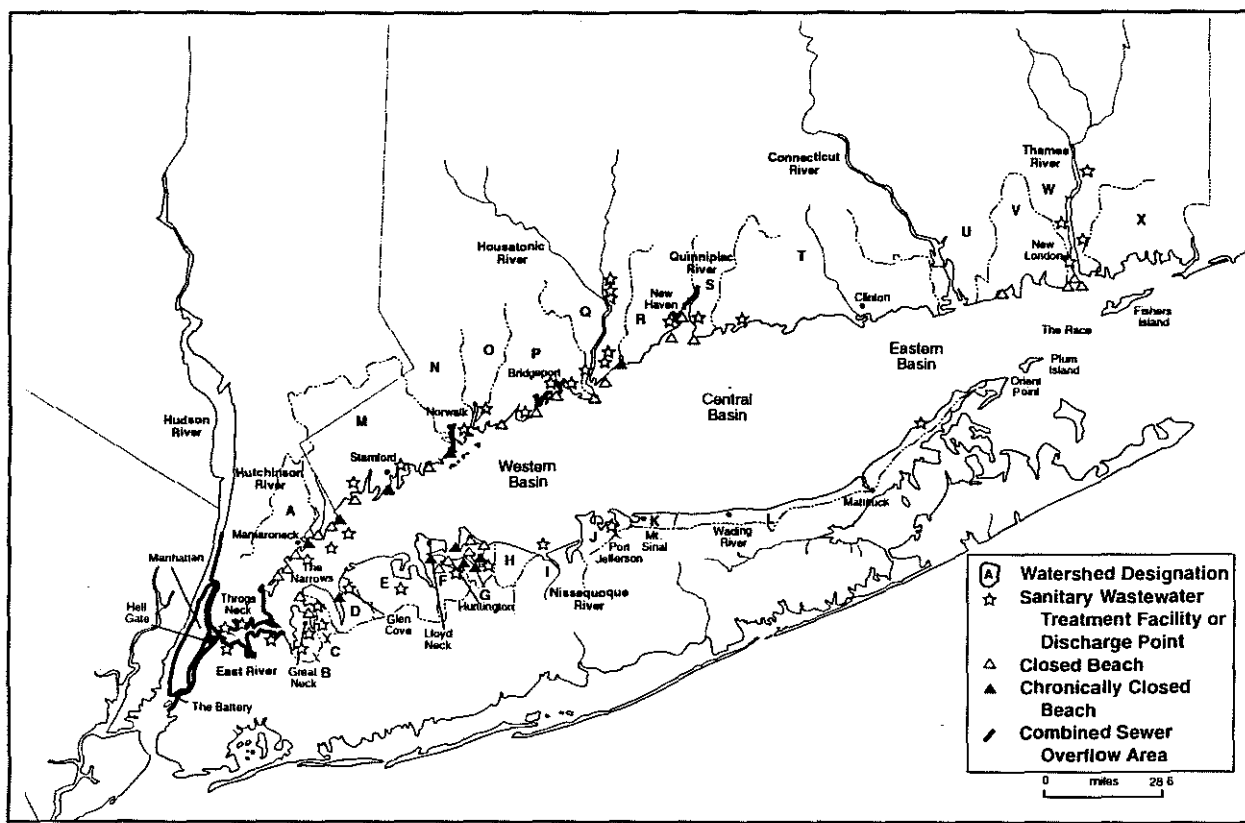 Thames
River
Connecticut
River
W
V
X
U
New
London
Housatonic
River
Quinnipiac
River
T
S
New
Haven
Q
R
Clinton
Fishers
Island
The Race
O
N
P
Bridgeport
Eastern
Basin
Plum
Island
Central
Basin
Orient
Point
M
Norwalk
Hudson
River
Stamford
Western
Basin
Hutchinson
River
A
Mamaroneck
Mattituck
Manhattan
The
Narrows
K
L
J
Mt.
Sinai
Wading
River
Port
Jefferson
E
F
H
I
G
Huntington
Nissequoque
River
Hell
Gate
Throgs
Neck
D
Glen
Cove
Lloyd
Neck
C
East River
Great
Neck
B
The Battery
A Watershed Designation
Sanitary Wastewater
Treatment Facility or
Discharge Point
Closed Beach
Chronically Closed
Beach
Combined Sewer
Overflow Area
0 miles 28 6